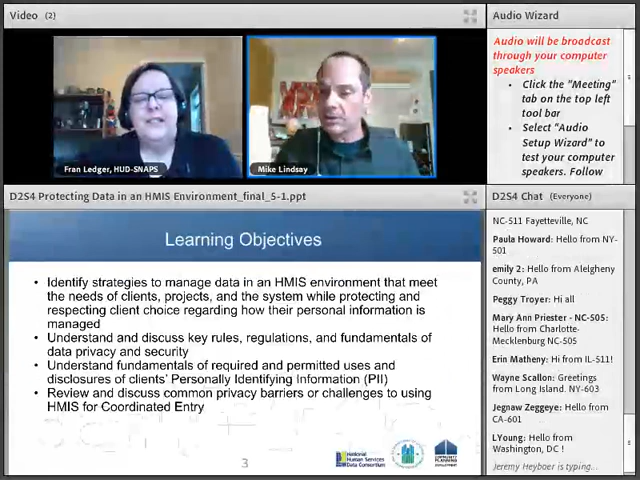 Video (2)
Fran Ledger, HUD-SNAPS
Mike Lindsay
Audio Wizard
Audio will be broadcast
through your computer
speakers
• Click the "Meeting"
tab on the top left
tool bar
• Select "Audio
Setup Wizard" to
test your computer
speakers. Follow
D2S4 Protecting Data in an HMIS Environment_final_5-1.ppt
Learning Objectives
• Identify strategies to manage data in an HMIS environment that meet
the needs of clients, projects, and the system while protecting and
respecting client choice regarding how their personal information is
managed
• Understand and discuss key rules, regulations, and fundamentals of
data privacy and security
• Understand fundamentals of required and permitted uses and
disclosures of clients' Personally Identifying Information (PII)
• Review and discuss common privacy barriers or challenges to using
HMIS for Coordinated Entry
3
National
Human Services
Data Consortium
COMMUNITY PLANNING
DEVELOPMENT
D2S4 Chat (Everyone)
NC-511 Fayetteville, NC
Paula Howard: Hello from NY-
501
emily 2: Hello from Alelgheny
County, PA
Peggy Troyer: Hi all
Mary Ann Priester - NC-505:
Hello from Charlotte-
Mecklenburg NC-505
Erin Matheny: Hi from IL-511!
Wayne Scallon: Greetings
from Long Island. NY-603
Jegnaw Zeggeye: Hello from
CA-601
LYoung: Hello from
Washington, DC !
Jeremy Heyboer is typing...